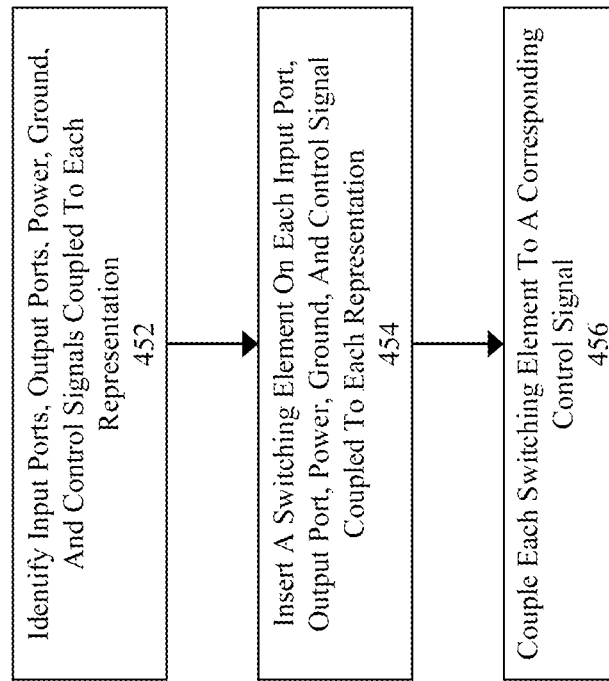 Identify Input Ports, Output Ports, Power, Ground,
And Control Signals Coupled To Each
Representation
452
Insert A Switching Element On Each Input Port,
Output Port, Power, Ground, And Control Signal
Coupled To Each Representation
454
Couple Each Switching Element To A Corresponding
Control Signal
456